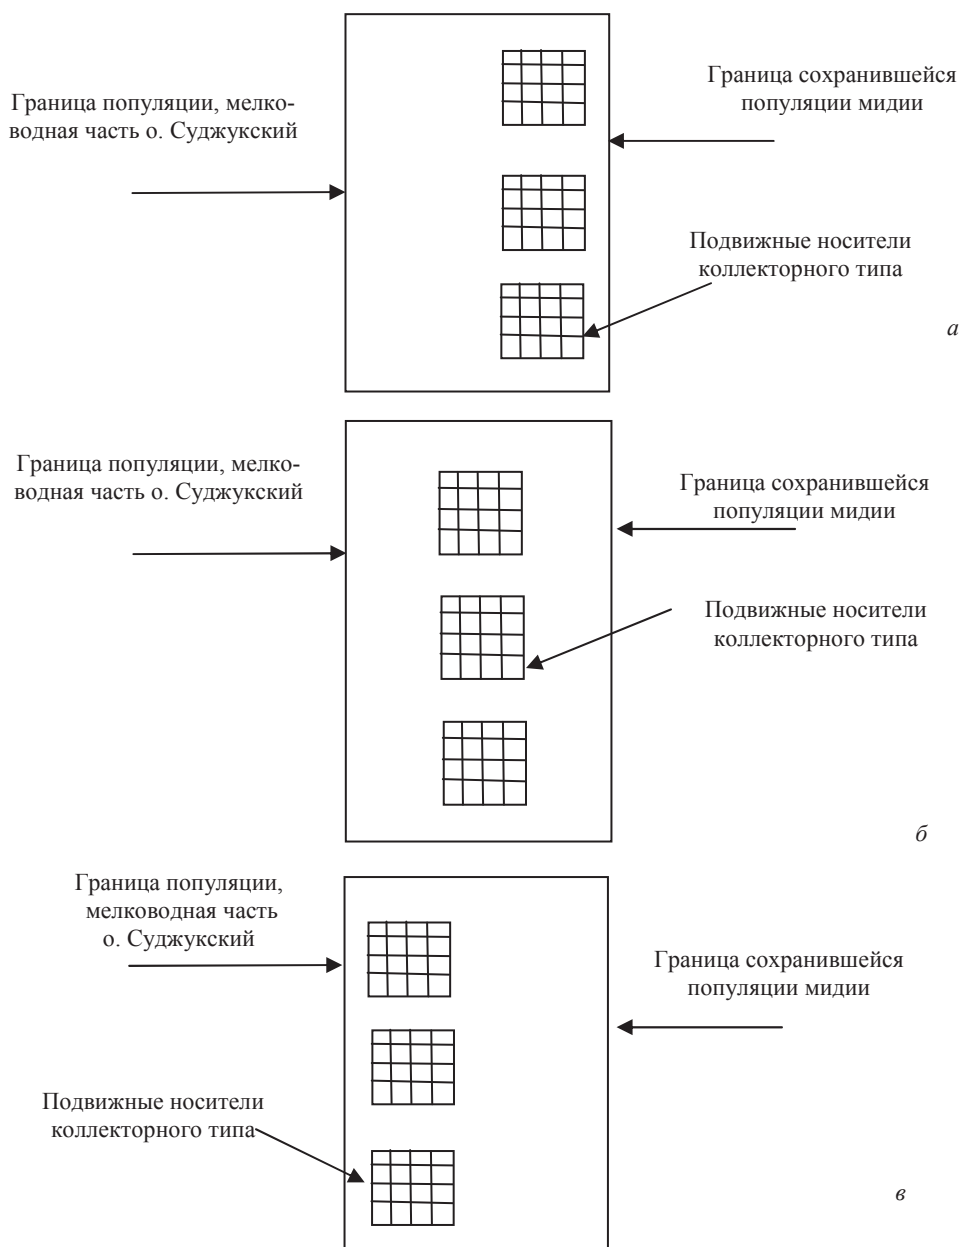 Граница популяции, мелко-
водная часть о. Суджукский
Граница сохранившейся
популяции мидии
Подвижные носители
коллекторного типа
а
Граница популяции, мелко-
водная часть о. Суджукский
Граница сохранившейся
популяции мидии
Подвижные носители
коллекторного типа
б
Граница популяции,
мелководная часть
о. Суджукский
Граница сохранившейся
популяции мидии
Подвижные носители
коллекторного типа
в